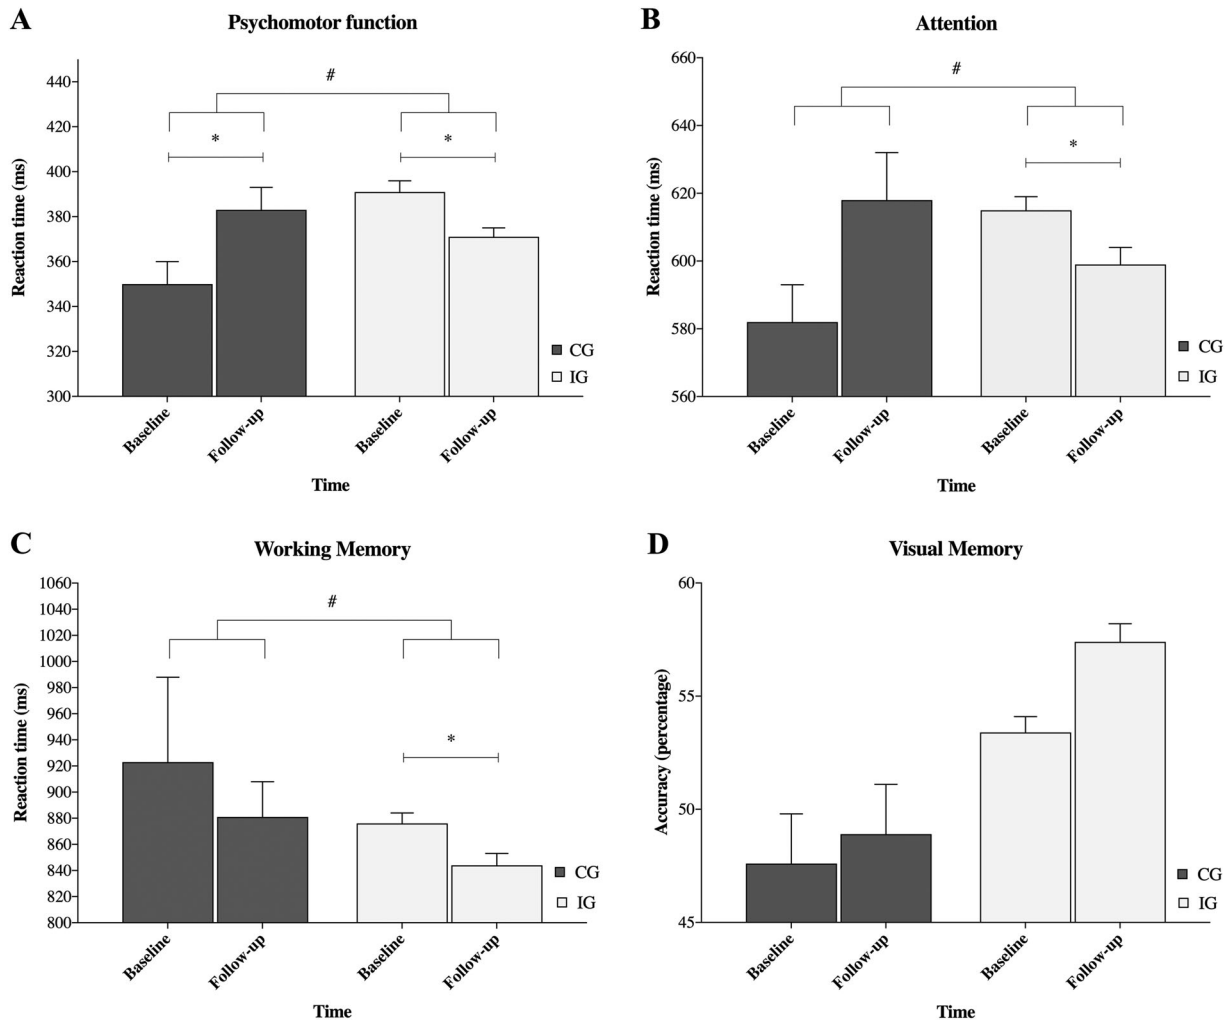 A
Psychomotor function
Reaction time (ms)
440
420
400
380
360
340
320
300
#
*
*
CG
IG
Baseline
Follow-up
Baseline
Follow-up
Time
B
Attention
Reaction time (ms)
660
640
620
600
580
560
#
*
CG
IG
Baseline
Follow-up
Baseline
Follow-up
Time
C
Working Memory
Reaction time (ms)
1060
1040
1020
1000
980
960
940
920
900
880
860
840
820
800
#
*
CG
IG
Baseline
Follow-up
Baseline
Follow-up
Time
D
Visual Memory
Accuracy (percentage)
60
55
50
45
CG
IG
Baseline
Follow-up
Baseline
Follow-up
Time